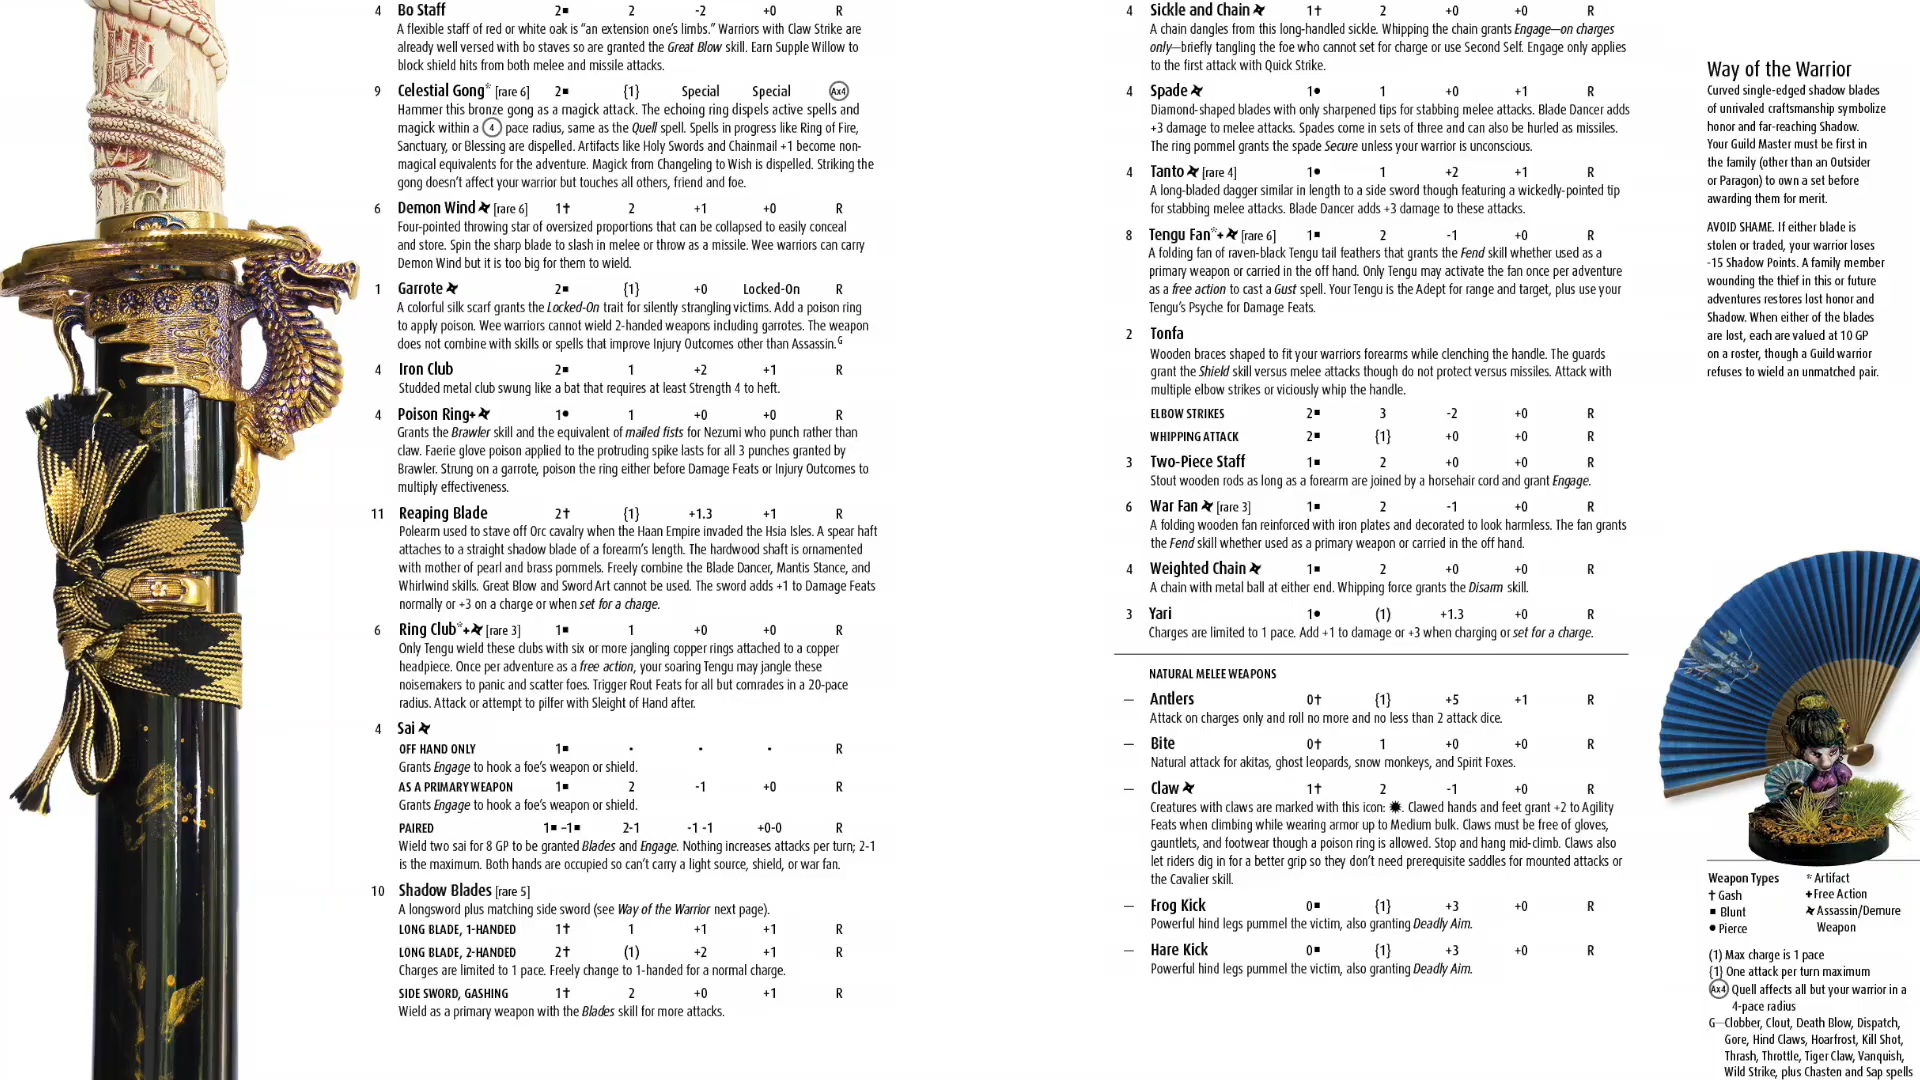 4 Bo Staff 2■ 2 -2 +0 R
A flexible staff of red or white oak is “an extension one’s limbs.” Warriors with Claw Strike are
already well versed with bo staves so are granted the Great Blow skill. Earn Supple Willow to
block shield hits from both melee and missile attacks.
9 Celestial Gong* [rare 6] 2■ {1} Special Special Ax4
Hammer this bronze gong as a magick attack. The echoing ring dispels active spells and
magick within a 4 pace radius, same as the Quell spell. Spells in progress like Ring of Fire,
Sanctuary, or Blessing are dispelled. Artifacts like Holy Swords and Chainmail +1 become non-
magical equivalents for the adventure. Magick from Changeling to Wish is dispelled. Striking the
gong doesn’t affect your warrior but touches all others, friend and foe.
6 Demon Wind [rare 6] 1† 2 +1 +0 R
Four-pointed throwing star of oversized proportions that can be collapsed to easily conceal
and store. Spin the sharp blade to slash in melee or throw as a missile. Wee warriors can carry
Demon Wind but it is too big for them to wield.
1 Garrote 2■ {1} +0 Locked-On R
A colorful silk scarf grants the Locked-On trait for silently strangling victims. Add a poison ring
to apply poison. Wee warriors cannot wield 2-handed weapons including garrotes. The weapon
does not combine with skills or spells that improve Injury Outcomes other than Assassin.G
4 Iron Club 2■ 1 +2 +1 R
Studded metal club swung like a bat that requires at least Strength 4 to heft.
4 Poison Ring+ 1● 1 +0 +0 R
Grants the Brawler skill and the equivalent of mailed fists for Nezumi who punch rather than
claw. Faerie glove poison applied to the protruding spike lasts for all 3 punches granted by
Brawler. Strung on a garrote, poison the ring either before Damage Feats or Injury Outcomes to
multiply effectiveness.
11 Reaping Blade 2† {1} +1.3 +1 R
Polearm used to stave off Orc cavalry when the Haan Empire invaded the Hsia Isles. A spear haft
attaches to a straight shadow blade of a forearm’s length. The hardwood shaft is ornamented
with mother of pearl and brass pommels. Freely combine the Blade Dancer, Mantis Stance, and
Whirlwind skills. Great Blow and Sword Art cannot be used. The sword adds +1 to Damage Feats
normally or +3 on a charge or when set for a charge.
6 Ring Club*+ [rare 3] 1■ 1 +0 +0 R
Only Tengu wield these clubs with six or more jangling copper rings attached to a copper
headpiece. Once per adventure as a free action, your soaring Tengu may jangle these
noisemakers to panic and scatter foes. Trigger Rout Feats for all but comrades in a 20-pace
radius. Attack or attempt to pilfer with Sleight of Hand after.
4 Sai
OFF HAND ONLY 1■ • • • R
Grants Engage to hook a foe’s weapon or shield.
AS A PRIMARY WEAPON 1■ 2 -1 +0 R
Grants Engage to hook a foe’s weapon or shield.
PAIRED 1■ –1■ 2-1 -1 -1 +0-0 R
Wield two sai for 8 GP to be granted Blades and Engage. Nothing increases attacks per turn; 2-1
is the maximum. Both hands are occupied so can’t carry a light source, shield, or war fan.
10 Shadow Blades [rare 5]
A longsword plus matching side sword (see Way of the Warrior next page).
LONG BLADE, 1-HANDED 1† 1 +1 +1 R
LONG BLADE, 2-HANDED 2† (1) +2 +1 R
Charges are limited to 1 pace. Freely change to 1-handed for a normal charge.
SIDE SWORD, GASHING 1† 2 +0 +1 R
Wield as a primary weapon with the Blades skill for more attacks.
4 Sickle and Chain 1† 2 +0 +0 R
A chain dangles from this long-handled sickle. Whipping the chain grants Engage—on charges
only—briefly tangling the foe who cannot set for charge or use Second Self. Engage only applies
to the first attack with Quick Strike.
4 Spade 1● 1 +0 +1 R
Diamond-shaped blades with only sharpened tips for stabbing melee attacks. Blade Dancer adds
+3 damage to melee attacks. Spades come in sets of three and can also be hurled as missiles.
The ring pommel grants the spade Secure unless your warrior is unconscious.
4 Tanto [rare 4] 1● 1 +2 +1 R
A long-bladed dagger similar in length to a side sword though featuring a wickedly-pointed tip
for stabbing melee attacks. Blade Dancer adds +3 damage to these attacks.
8 Tengu Fan*+ [rare 6] 1■ 2 -1 +0 R
A folding fan of raven-black Tengu tail feathers that grants the Fend skill whether used as a
primary weapon or carried in the off hand. Only Tengu may activate the fan once per adventure
as a free action to cast a Gust spell. Your Tengu is the Adept for range and target, plus use your
Tengu’s Psyche for Damage Feats.
2 Tonfa
Wooden braces shaped to fit your warriors forearms while clenching the handle. The guards
grant the Shield skill versus melee attacks though do not protect versus missiles. Attack with
multiple elbow strikes or viciously whip the handle.
ELBOW STRIKES 2■ 3 -2 +0 R
WHIPPING ATTACK 2■ {1} +0 +0 R
3 Two-Piece Staff 1■ 2 +0 +0 R
Stout wooden rods as long as a forearm are joined by a horsehair cord and grant Engage.
6 War Fan [rare 3] 1■ 2 -1 +0 R
A folding wooden fan reinforced with iron plates and decorated to look harmless. The fan grants
the Fend skill whether used as a primary weapon or carried in the off hand.
4 Weighted Chain 1■ 2 +0 +0 R
A chain with metal ball at either end. Whipping force grants the Disarm skill.
3 Yari 1● (1) +1.3 +0 R
Charges are limited to 1 pace. Add +1 to damage or +3 when charging or set for a charge.
NATURAL MELEE WEAPONS
— Antlers 0† {1} +5 +1 R
Attack on charges only and roll no more and no less than 2 attack dice.
— Bite 0† 1 +0 +0 R
Natural attack for akitas, ghost leopards, snow monkeys, and Spirit Foxes.
— Claw 1† 2 -1 +0 R
Creatures with claws are marked with this icon: ✹. Clawed hands and feet grant +2 to Agility
Feats when climbing while wearing armor up to Medium bulk. Claws must be free of gloves,
gauntlets, and footwear though a poison ring is allowed. Stop and hang mid-climb. Claws also
let riders dig in for a better grip so they don’t need prerequisite saddles for mounted attacks or
the Cavalier skill.
— Frog Kick 0■ {1} +3 +0 R
Powerful hind legs pummel the victim, also granting Deadly Aim.
— Hare Kick 0■ {1} +3 +0 R
Powerful hind legs pummel the victim, also granting Deadly Aim.
Way of the Warrior
Curved single-edged shadow blades
of unrivaled craftsmanship symbolize
honor and far-reaching Shadow.
Your Guild Master must be first in
the family (other than an Outsider
or Paragon) to own a set before
awarding them for merit.
AVOID SHAME. If either blade is
stolen or traded, your warrior loses
-15 Shadow Points. A family member
wounding the thief in this or future
adventures restores lost honor and
Shadow. When either of the blades
are lost, each are valued at 10 GP
on a roster, though a Guild warrior
refuses to wield an unmatched pair.
Weapon Types
† Gash
■ Blunt
● Pierce
* Artifact
+ Free Action
Assassin/Demure
Weapon
(1) Max charge is 1 pace
{1} One attack per turn maximum
Ax4 Quell affects all but your warrior in a
4-pace radius
G—Clobber, Clout, Death Blow, Dispatch,
Gore, Hind Claws, Hoarfrost, Kill Shot,
Thrash, Throttle, Tiger Claw, Vanquish,
Wild Strike, plus Chasten and Sap spells